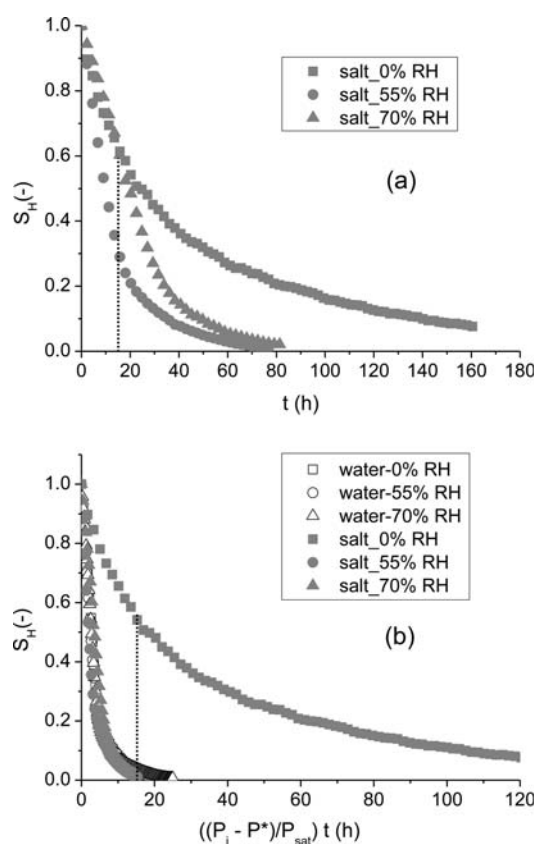 1.0
0.8
0.6
0.4
0.2
0.0
S_H(-)
salt_0% RH
salt_55% RH
salt_70% RH
(a)
0 20 40 60 80 100 120 140 160 180
t (h)
1.0
0.8
0.6
0.4
0.2
0.0
S_H(-)
water-0% RH
water-55% RH
water-70% RH
salt_0% RH
salt_55% RH
salt_70% RH
(b)
0 20 40 60 80 100 120
((P_i - P*)/P_sat) t (h)